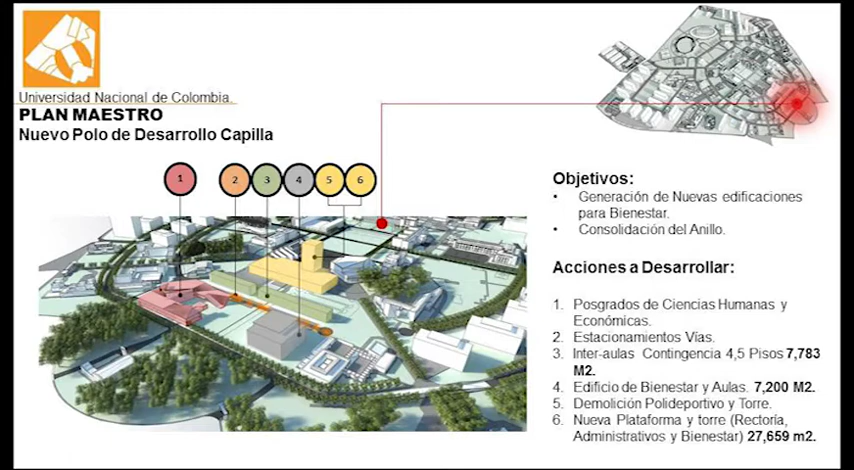 Universidad Nacional de Colombia.
PLAN MAESTRO
Nuevo Polo de Desarrollo Capilla
1 2 3 4 5 6
Objetivos:
• Generación de Nuevas edificaciones
para Bienestar.
• Consolidación del Anillo.
Acciones a Desarrollar:
1. Posgrados de Ciencias Humanas y
Económicas.
2. Estacionamientos Vías.
3. Inter-aulas Contingencia 4,5 Pisos 7,783
M2.
4. Edificio de Bienestar y Aulas. 7,200 M2.
5. Demolición Polideportivo y Torre.
6. Nueva Plataforma y torre (Rectoría,
Administrativos y Bienestar) 27,659 m2.